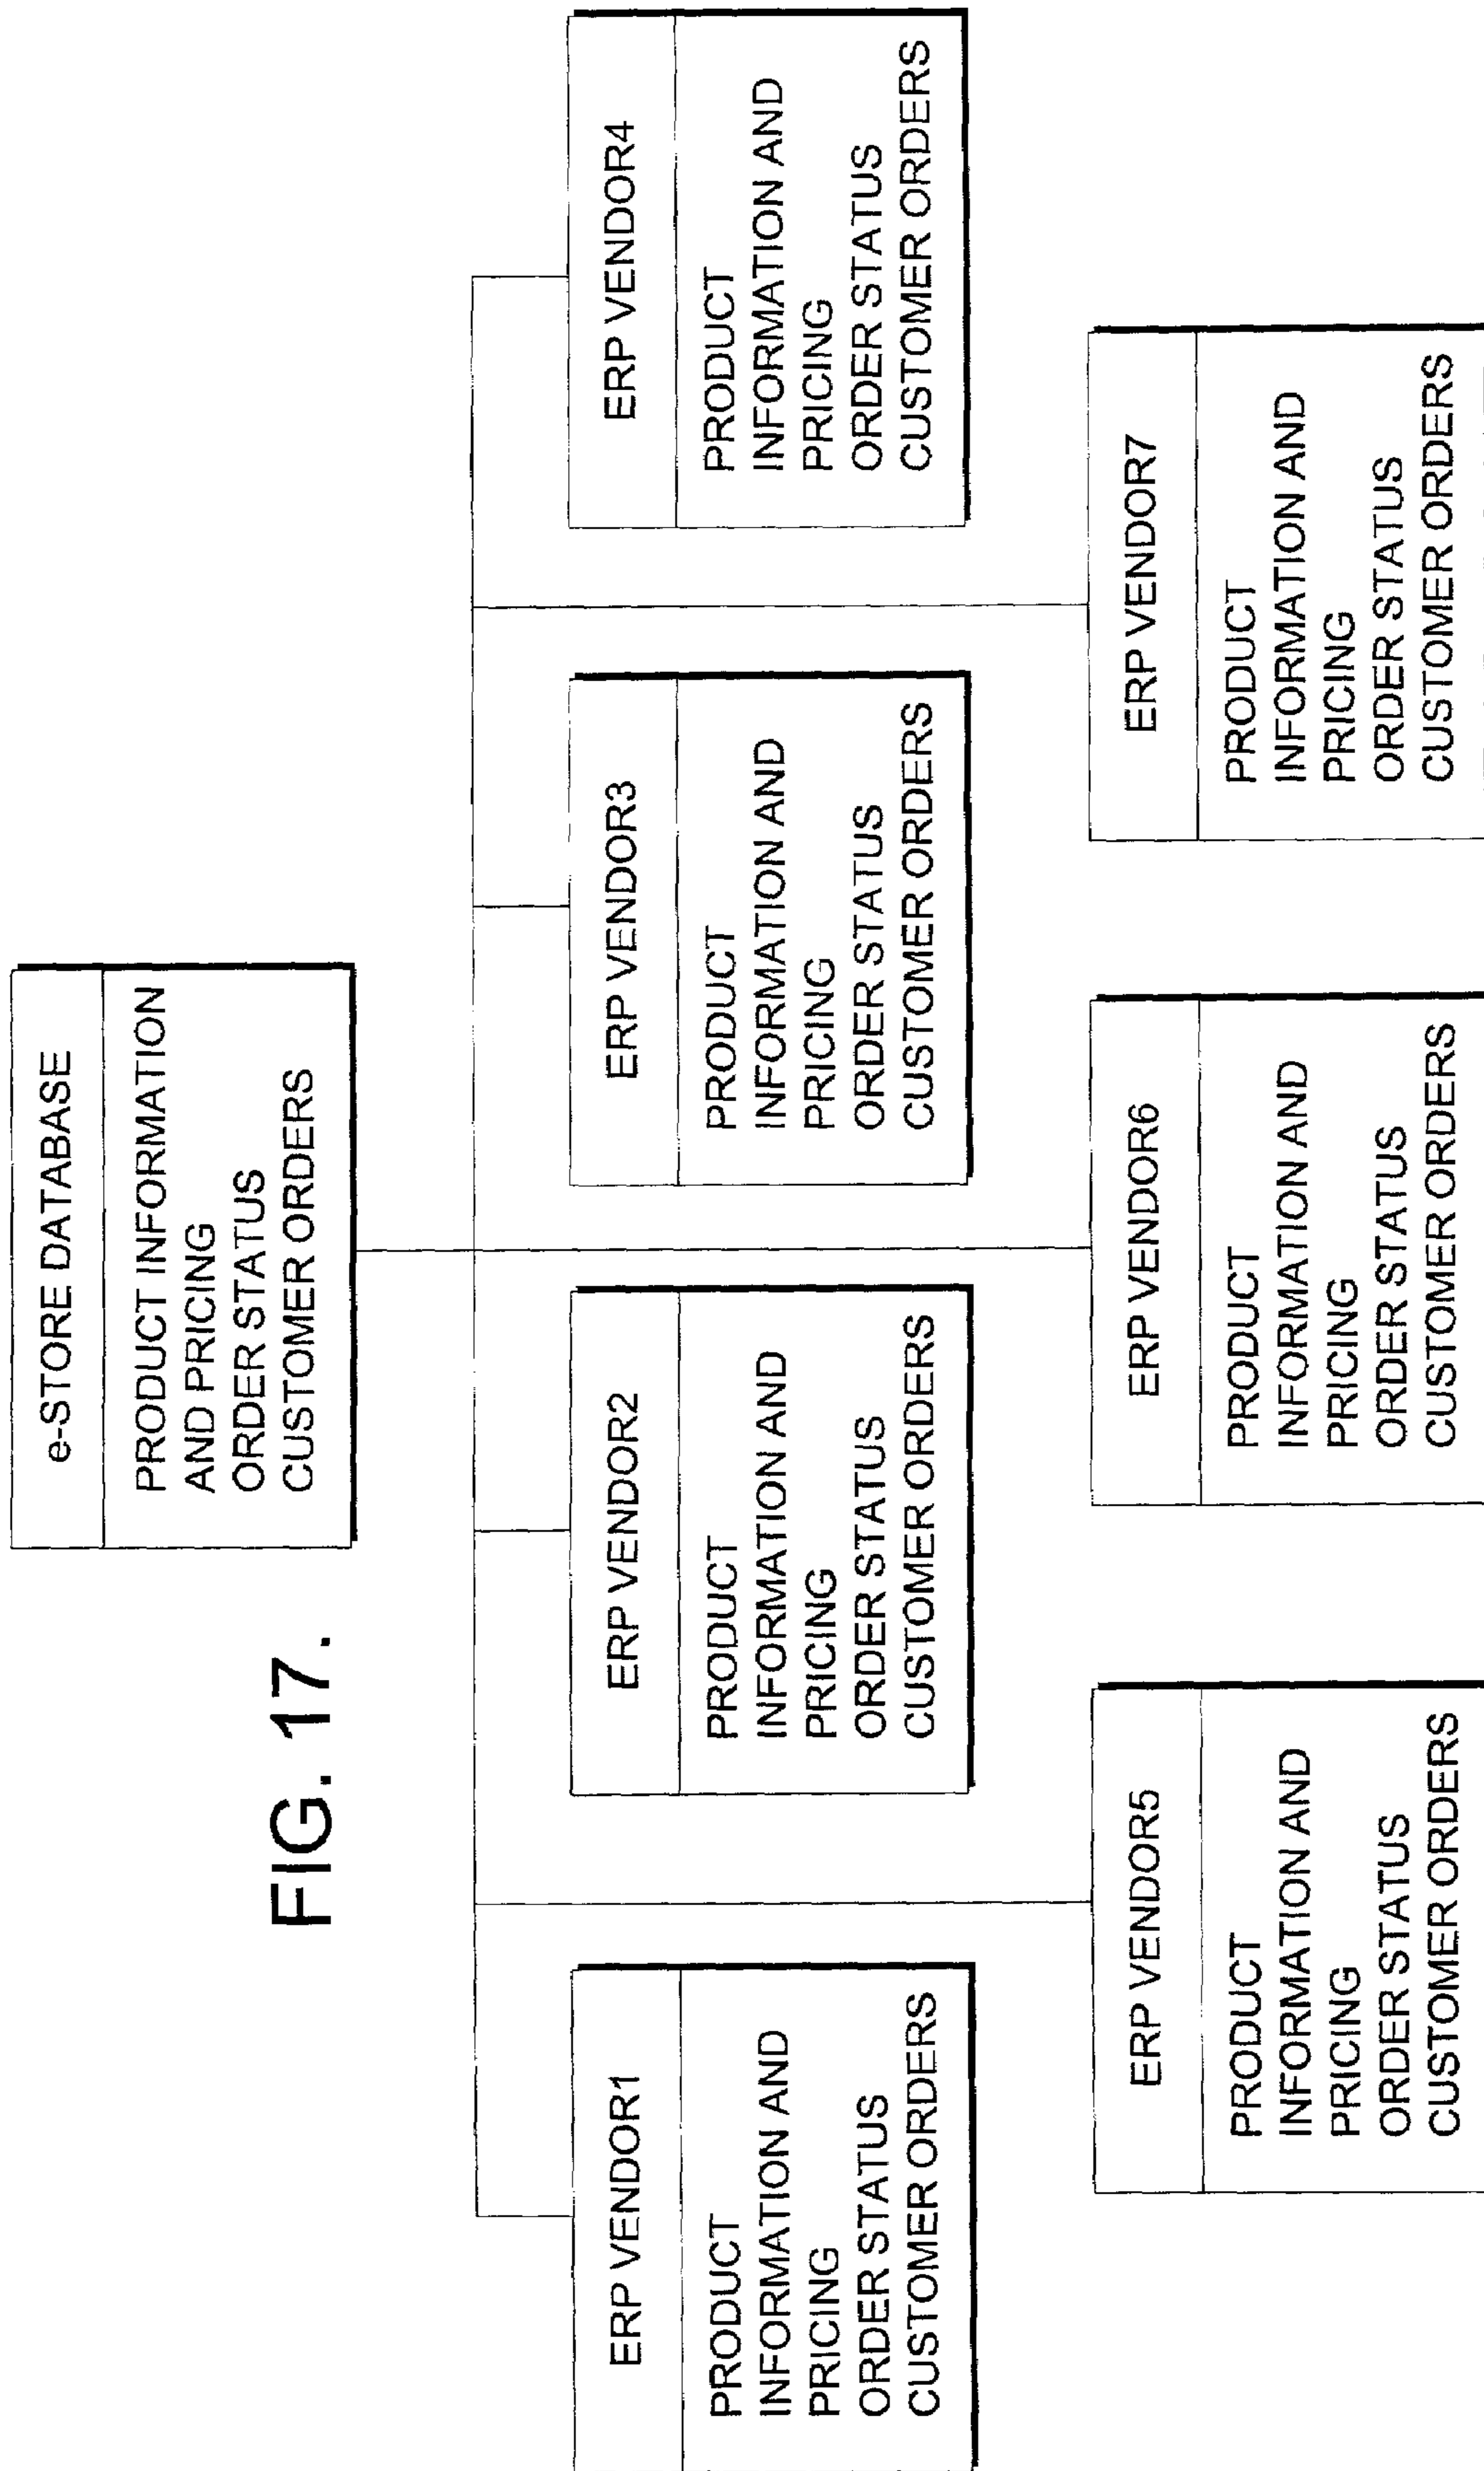 FIG. 17.
e-STORE DATABASE
PRODUCT INFORMATION
AND PRICING
ORDER STATUS
CUSTOMER ORDERS
ERP VENDOR1
PRODUCT
INFORMATION AND
PRICING
ORDER STATUS
CUSTOMER ORDERS
ERP VENDOR2
PRODUCT
INFORMATION AND
PRICING
ORDER STATUS
CUSTOMER ORDERS
ERP VENDOR3
PRODUCT
INFORMATION AND
PRICING
ORDER STATUS
CUSTOMER ORDERS
ERP VENDOR4
PRODUCT
INFORMATION AND
PRICING
ORDER STATUS
CUSTOMER ORDERS
ERP VENDOR5
PRODUCT
INFORMATION AND
PRICING
ORDER STATUS
CUSTOMER ORDERS
ERP VENDOR6
PRODUCT
INFORMATION AND
PRICING
ORDER STATUS
CUSTOMER ORDERS
ERP VENDOR7
PRODUCT
INFORMATION AND
PRICING
ORDER STATUS
CUSTOMER ORDERS